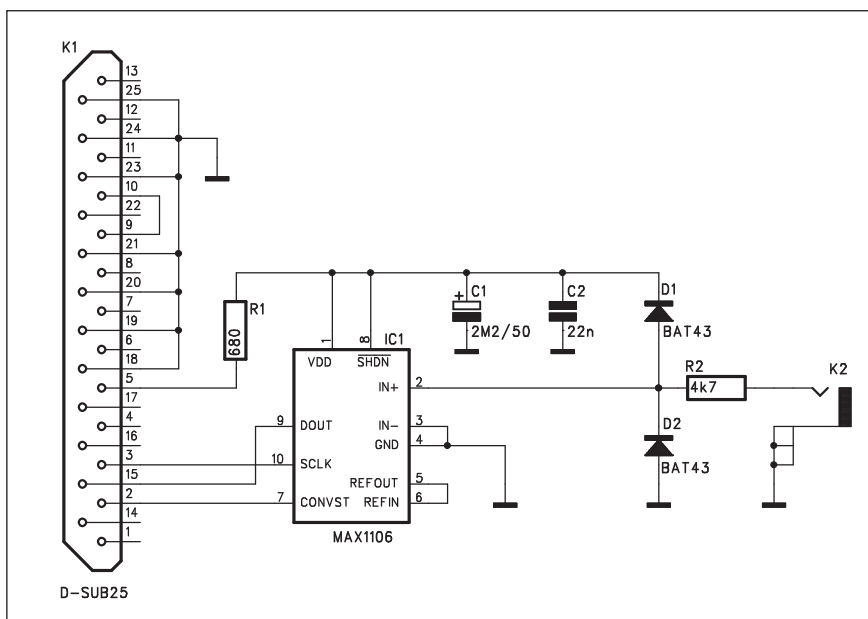 K1
13
25
12
24
11
23
10
22
9
21
8
20
7
19
6
18
5
17
4
16
3
15
2
14
1
D-SUB25
R1
680
1
8
IC1
VDD
SHDN
IN+
2
DOUT
9
IN-
3
GND
4
SCLK
10
REFOUT
5
CONVST
7
REFIN
6
MAX1106
+
C1
2M2/50
C2
22n
D1
BAT43
R2
4k7
K2
D2
BAT43